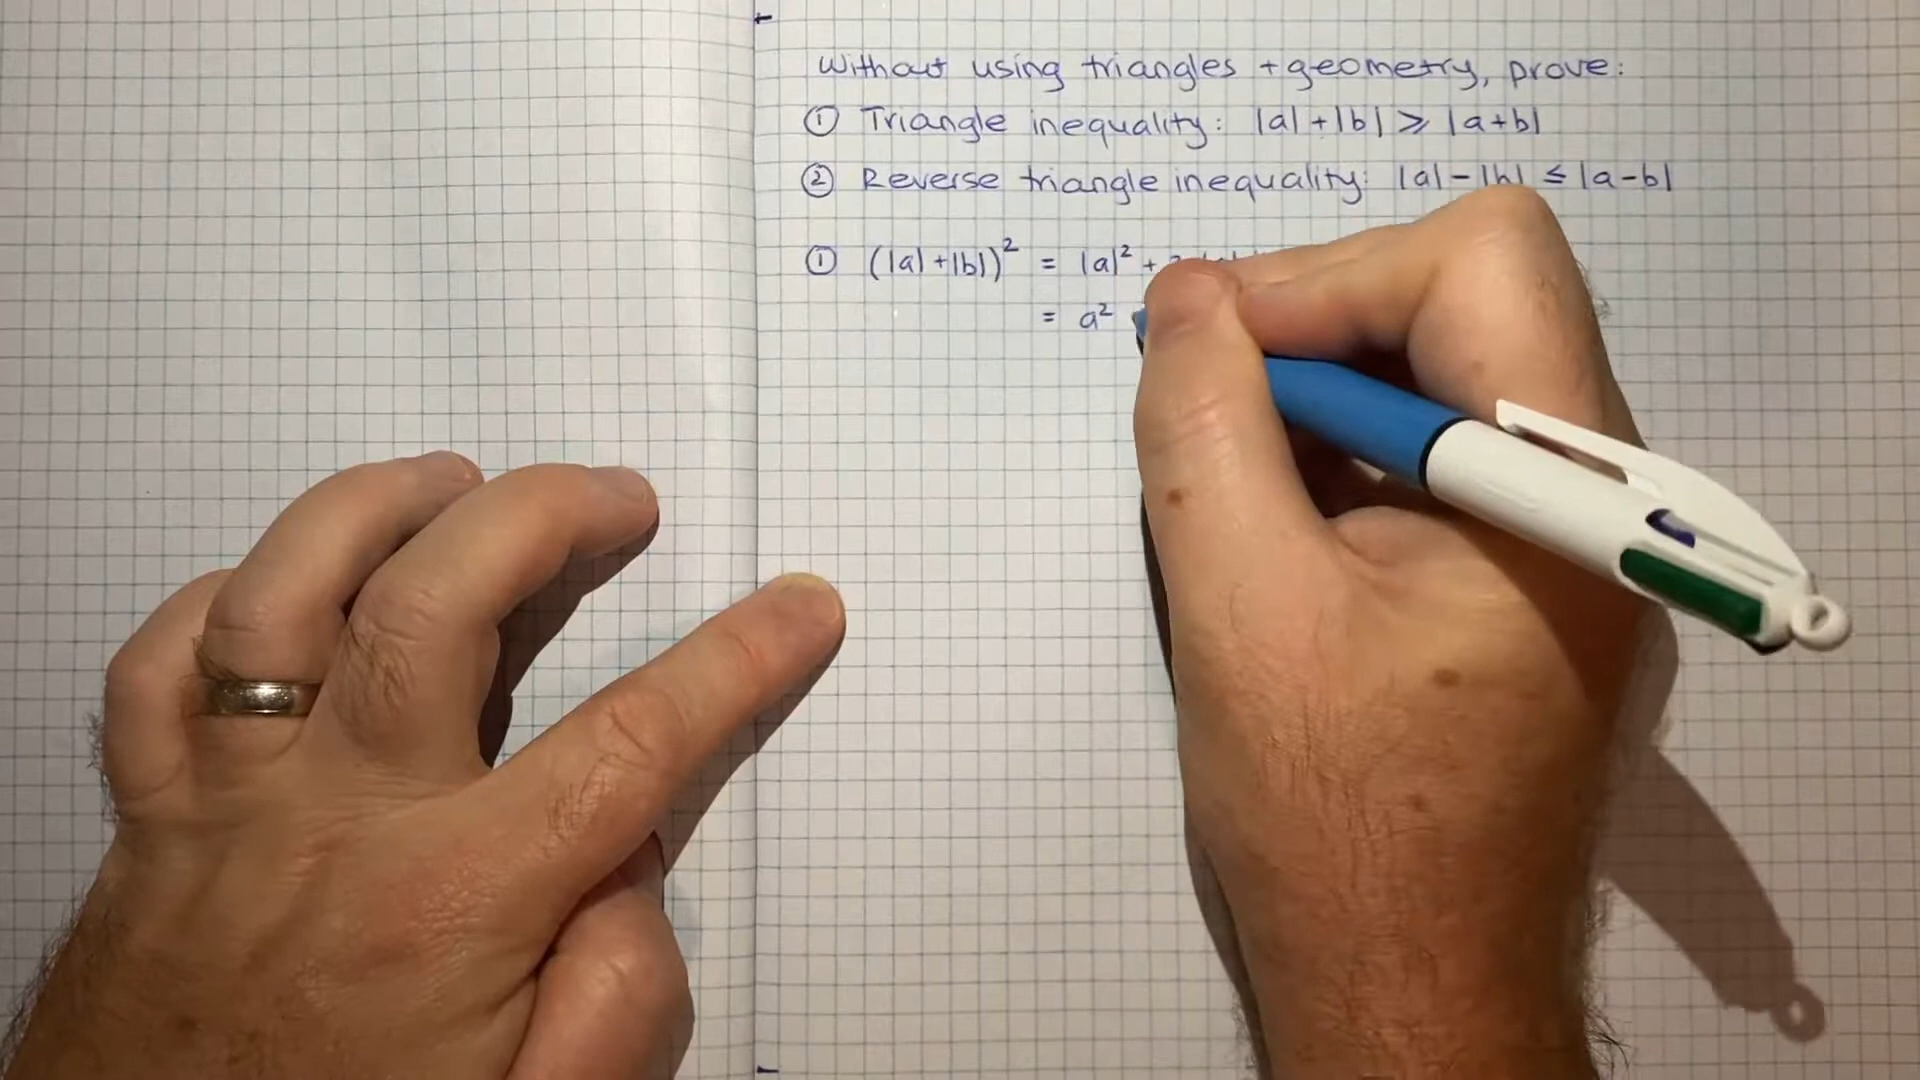 Without using triangles + geometry, prove:
① Triangle inequality: |a| + |b| ⩾ |a+b|
② Reverse triangle inequality: |a| - |b| ≤ |a-b|
① (|a| + |b|)² = |a|² +
= a²